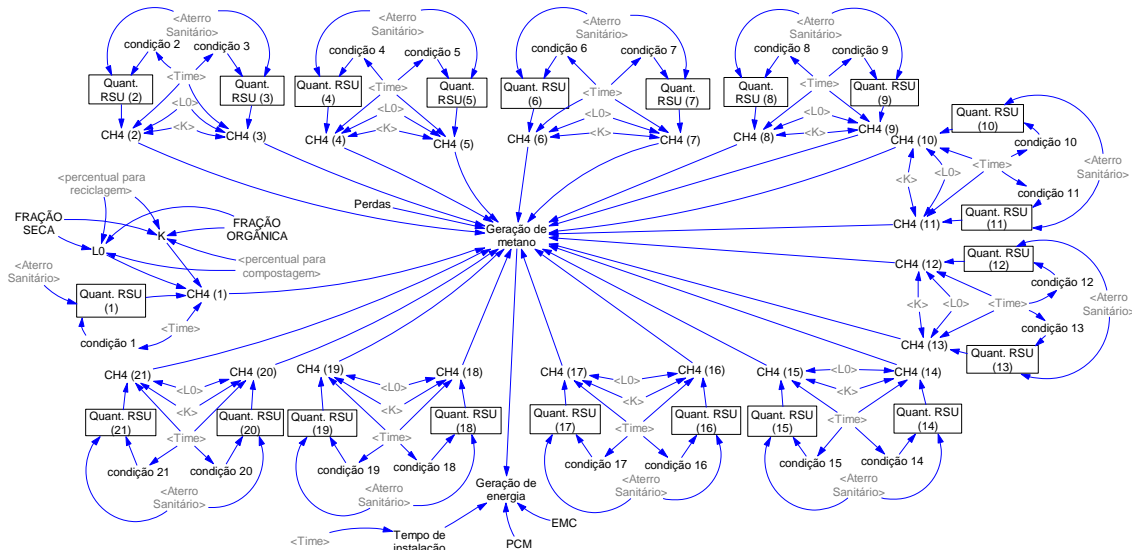 <Aterro
Sanitário>
condição 2
condição 3
Quant.
RSU (2)
<Time>
Quant.
RSU (3)
<L0>
<K>
CH4 (2)
CH4 (3)
<Aterro
Sanitário>
condição 4
condição 5
Quant. RSU
(4)
<Time>
Quant.
RSU(5)
<L0>
<K>
CH4 (4)
CH4 (5)
<Aterro
Sanitário>
condição 6
condição 7
Quant. RSU
(6)
<Time>
Quant.
RSU (7)
<L0>
<K>
CH4 (6)
CH4 (7)
<Aterro
Sanitário>
condição 8
condição 9
Quant.
RSU (8)
<Time>
Quant. RSU
(9)
<L0>
<K>
CH4 (8)
CH4 (9)
CH4 (10)
Quant. RSU
(10)
condição 10
<Time>
<Aterro
Sanitário>
<K>
<L0>
condição 11
CH4 (11)
Quant. RSU
(11)
<percentual para
reciclagem>
FRAÇÃO
SECA
FRAÇÃO
ORGÂNICA
K
L0
<percentual para
compostagem>
<Aterro
Sanitário>
Quant. RSU
(1)
CH4 (1)
<Time>
condição 1
Perdas
Geração de
metano
CH4 (12)
Quant. RSU
(12)
condição 12
<Time>
<Aterro
Sanitário>
<K>
<L0>
condição 13
CH4 (13)
Quant. RSU
(13)
CH4 (21)
CH4 (20)
<L0>
<K>
Quant. RSU
(21)
Quant. RSU
(20)
<Time>
condição 21
condição 20
<Aterro
Sanitário>
CH4 (19)
CH4 (18)
<L0>
<K>
Quant. RSU
(19)
Quant. RSU
(18)
<Time>
condição 19
condição 18
<Aterro
Sanitário>
CH4 (17)
CH4 (16)
<L0>
<K>
Quant. RSU
(17)
Quant. RSU
(16)
<Time>
condição 17
condição 16
<Aterro
Sanitário>
CH4 (15)
CH4 (14)
<L0>
<K>
Quant. RSU
(15)
Quant. RSU
(14)
<Time>
condição 15
condição 14
<Aterro
Sanitário>
Geração de
energia
EMC
PCM
<Time>
Tempo de
instalação